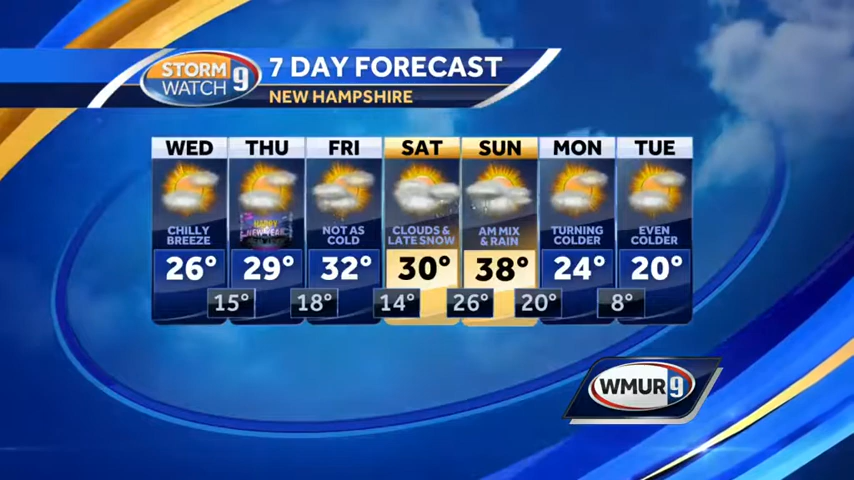 STORM
WATCH 9
7 DAY FORECAST
NEW HAMPSHIRE
WED THU FRI SAT SUN MON TUE
HAPPY
NEW YEAR
CHILLY
BREEZE
NOT AS
COLD
CLOUDS &
LATE SNOW
AM MIX
& RAIN
TURNING
COLDER
EVEN
COLDER
26° 29° 32° 30° 38° 24° 20°
15° 18° 14° 26° 20° 8°
WMUR 9